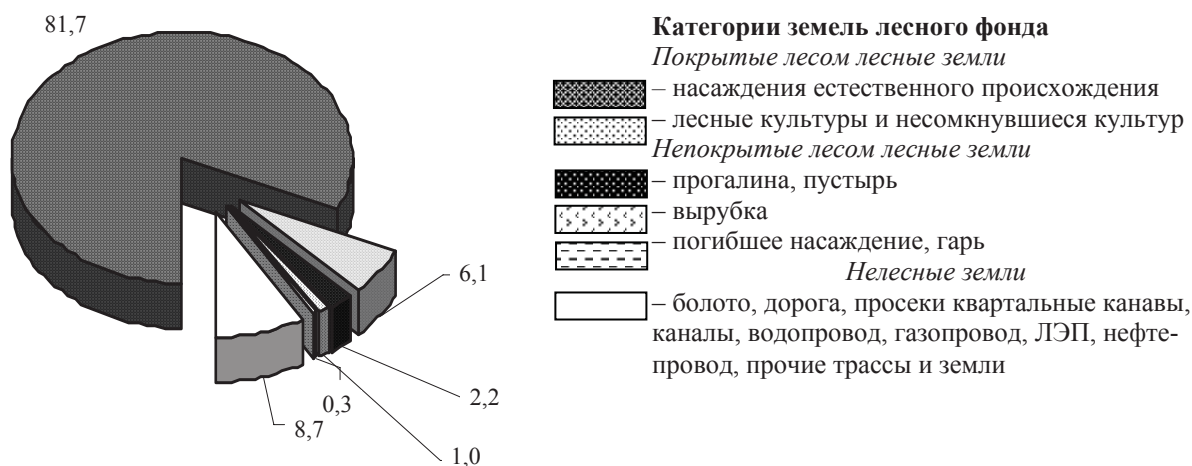 81,7
6,1
2,2
0,3
8,7
1,0
Категории земель лесного фонда
Покрытые лесом лесные земли
– насаждения естественного происхождения
– лесные культуры и несомкнувшиеся культур
Непокрытые лесом лесные земли
– прогалина, пустырь
– вырубка
– погибшее насаждение, гарь
Нелесные земли
– болото, дорога, просеки квартальные канавы,
каналы, водопровод, газопровод, ЛЭП, нефте-
провод, прочие трассы и земли